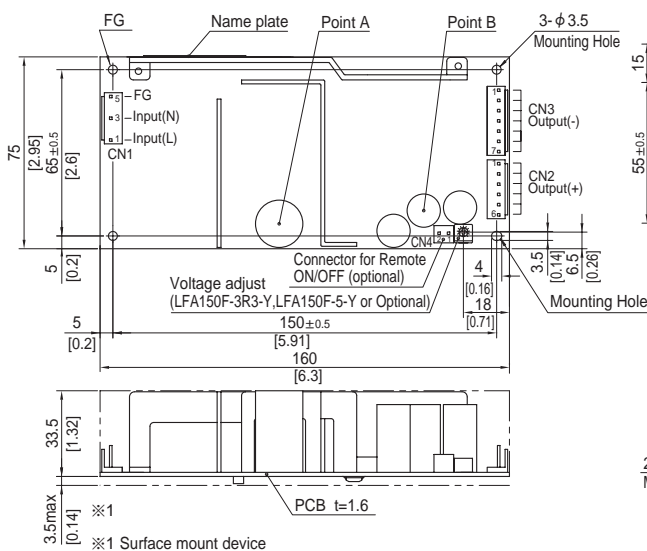 FG
Name plate
Point A
Point B
3-φ3.5
Mounting Hole
15
75
[2.95]
65±0.5
[2.6]
5
FG
3
Input(N)
1
Input(L)
CN1
1
7
CN3
Output(-)
1
6
CN2
Output(+)
55±0.5
5
[0.2]
CN4
2
Connector for Remote
ON/OFF (optional)
Voltage adjust
(LFA150F-3R3-Y,LFA150F-5-Y or Optional)
4
[0.16]
3.5
[0.14]
6.5
[0.26]
18
[0.71]
Mounting Hole
5
[0.2]
150±0.5
[5.91]
160
[6.3]
33.5
[1.32]
3.5max
[0.14]
※1
PCB t=1.6
※1 Surface mount device
2
M